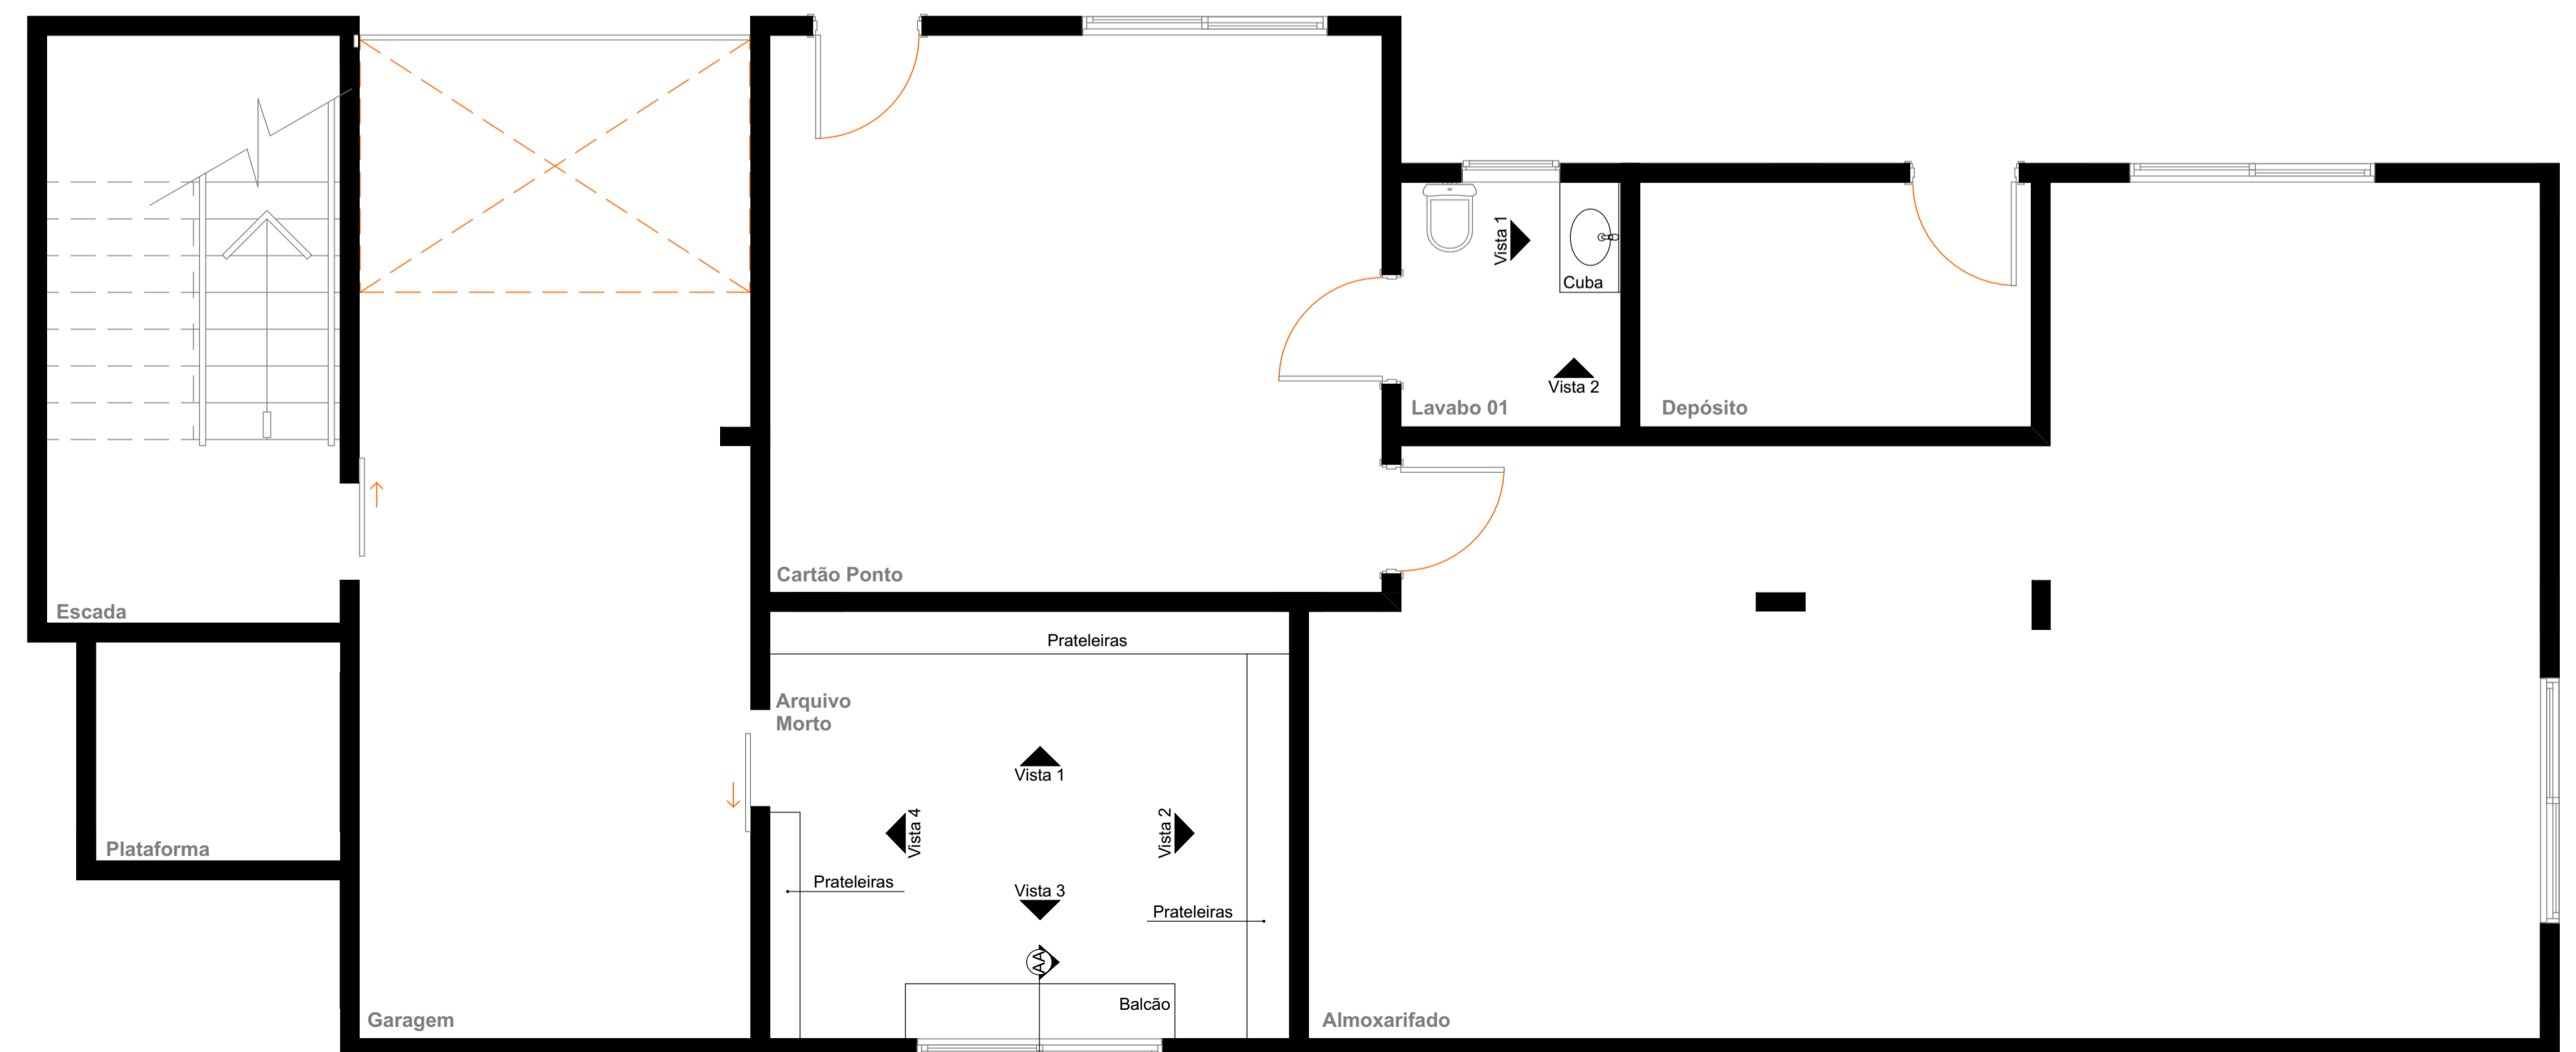 Vista 1
Cuba
Vista 2
Lavabo 01
Depósito
Cartão Ponto
Escada
Prateleiras
Arquivo
Morto
Vista 1
Vista 4
Vista 2
Plataforma
Prateleiras
Vista 3
Prateleiras
AA
Balcão
Garagem
Almoxarifado